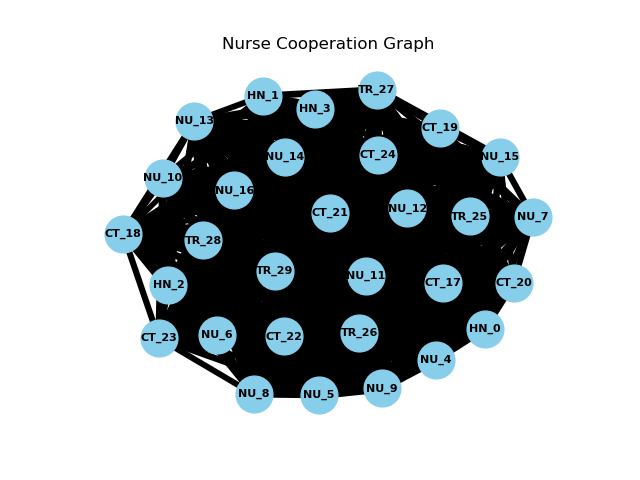 Nurse Cooperation Graph
TR_27
HN_1
HN_3
NU_13
CT_19
NU_14
CT_24
NU_15
NU_10
NU_16
CT_21
NU_12
TR_25
NU_7
CT_18
TR_28
TR_29
NU_11
CT_17
CT_20
HN_2
HN_0
CT_23
NU_6
CT_22
TR_26
NU_4
NU_8
NU_5
NU_9